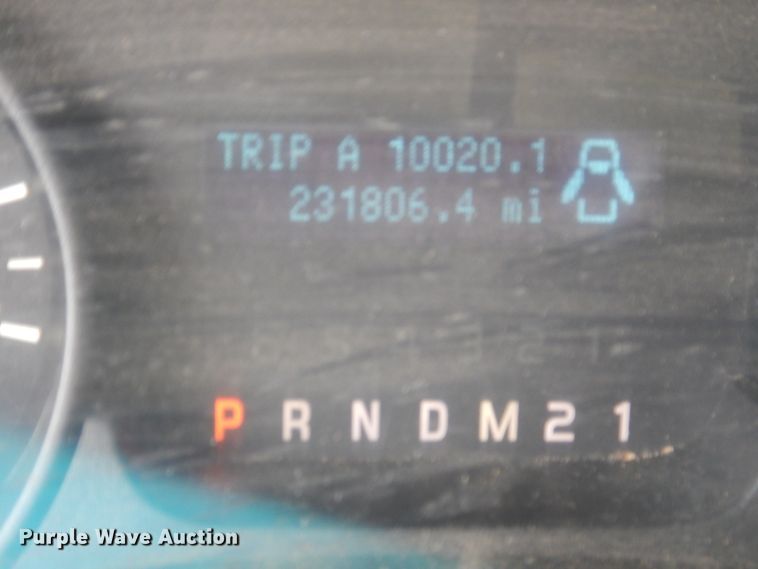 TRIP A 10020.1
231806.4 mi
P R N D M 2 1
Purple Wave Auction